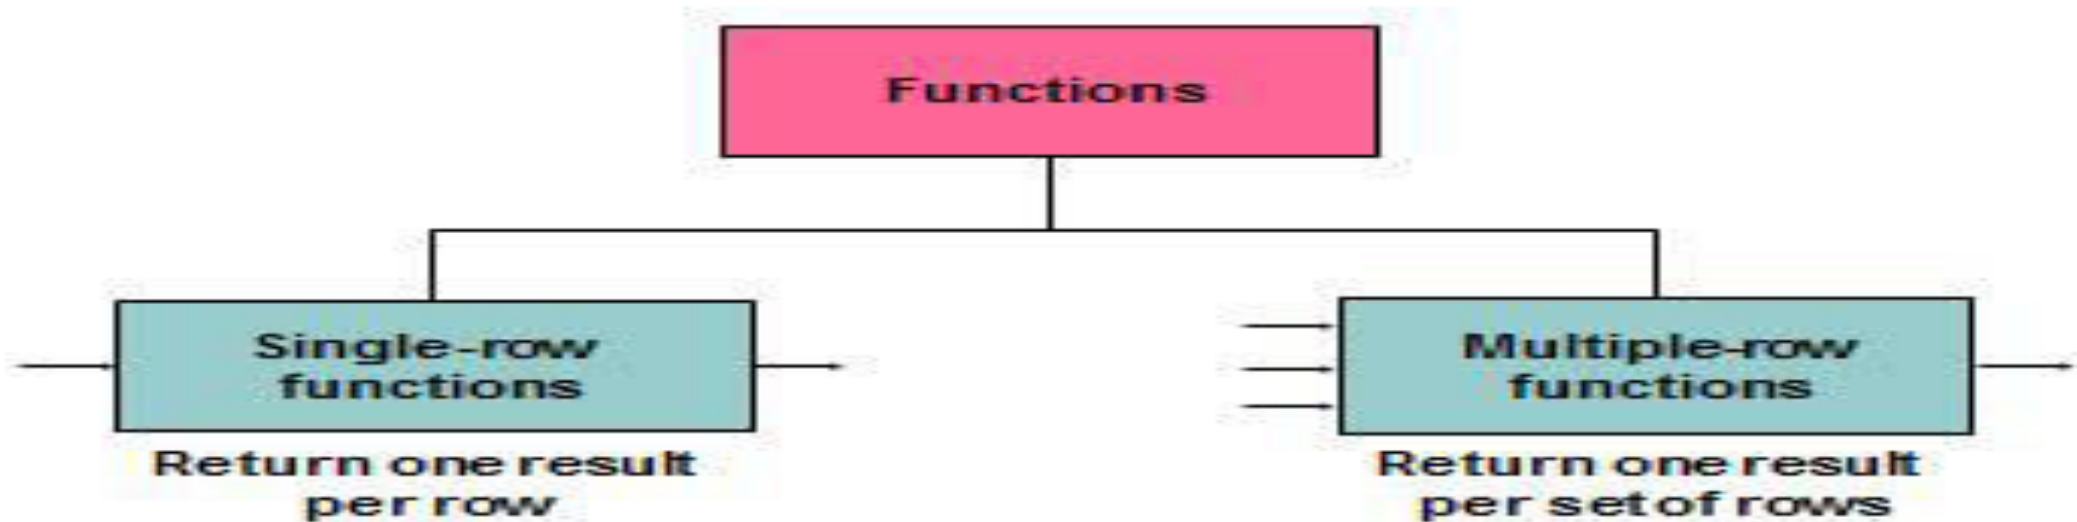 Functions
Single-row
functions
Return one result
per row
Multiple-row
functions
Return one result
per set of rows